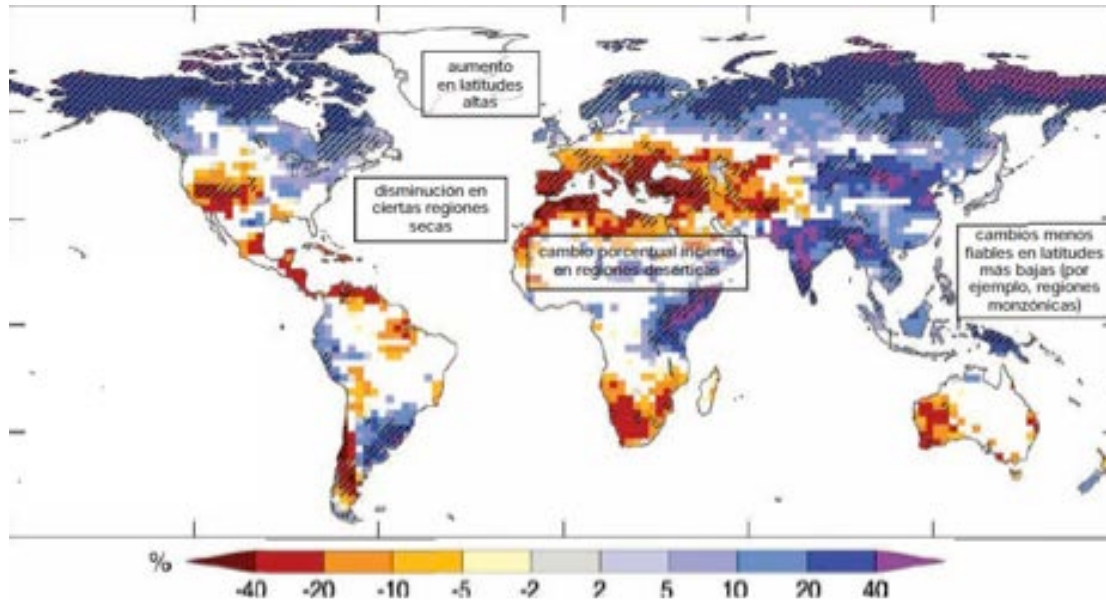 aumento
en latitudes
altas
disminución en
ciertas regiones
secas
cambio porcentual incierto
en regiones desérticas
cambios menos
fiables en latitudes
más bajas (por
ejemplo, regiones
monzónicas)
% -40 -20 -10 -5 -2 2 5 10 20 40